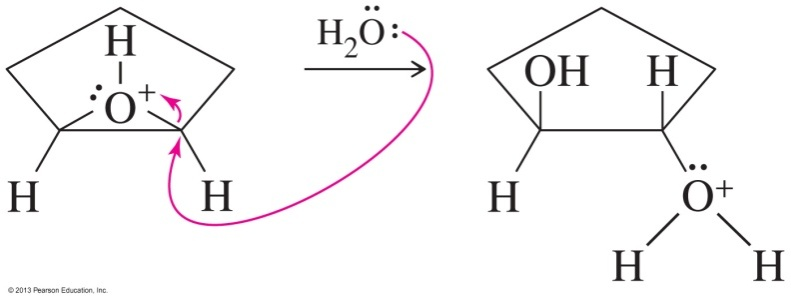 H
O+
H H
H₂O:
OH H
H
O+
H H
© 2013 Pearson Education, Inc.